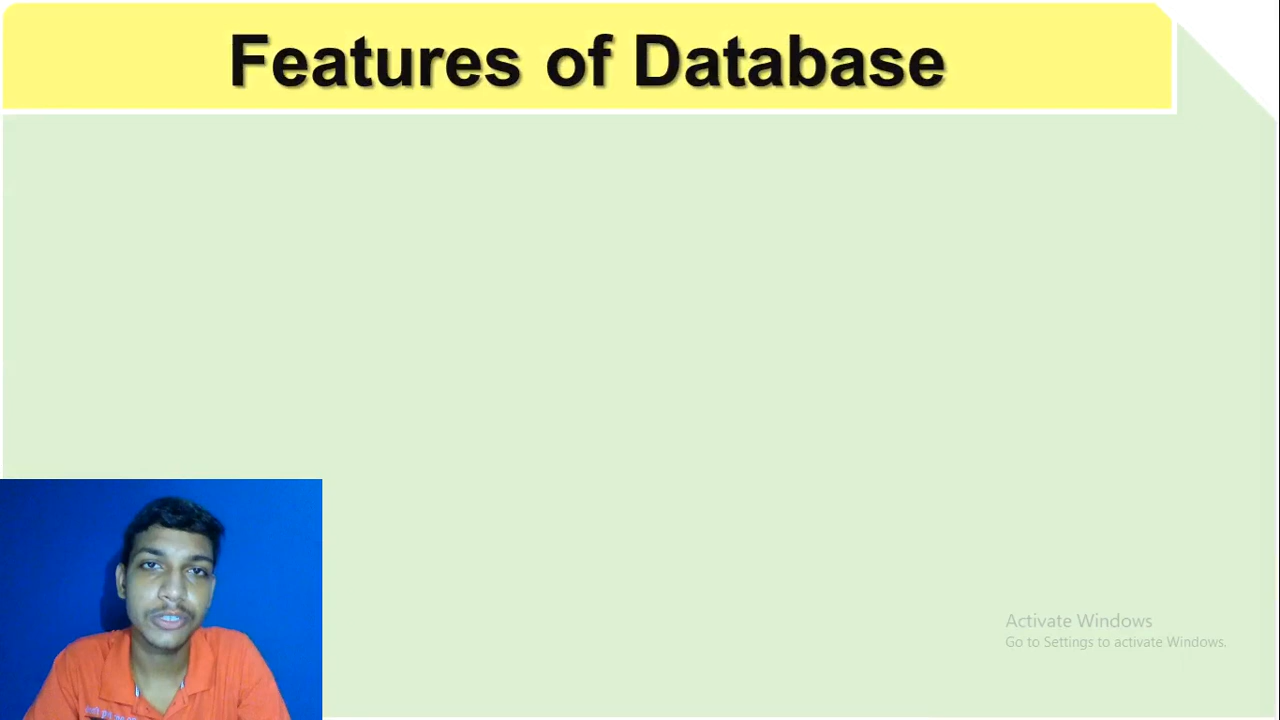 Features of Database
Activate Windows
Go to Settings to activate Windows.